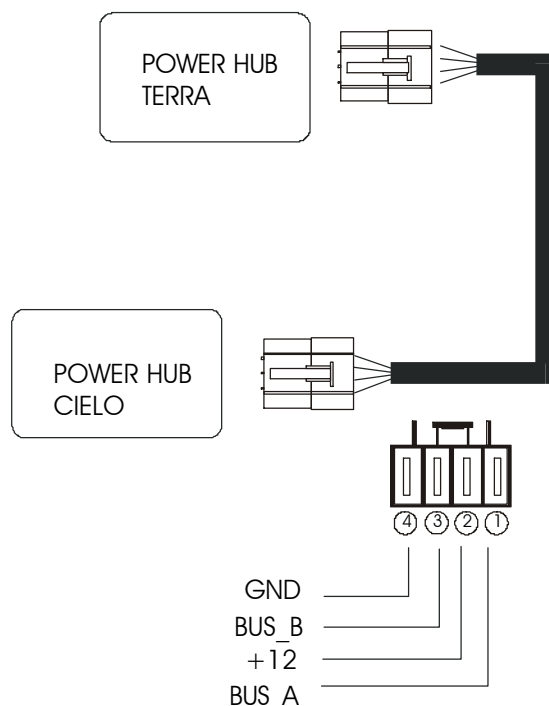 POWER HUB
TERRA
POWER HUB
CIELO
4 3 2 1
GND
BUS_B
+12
BUS A